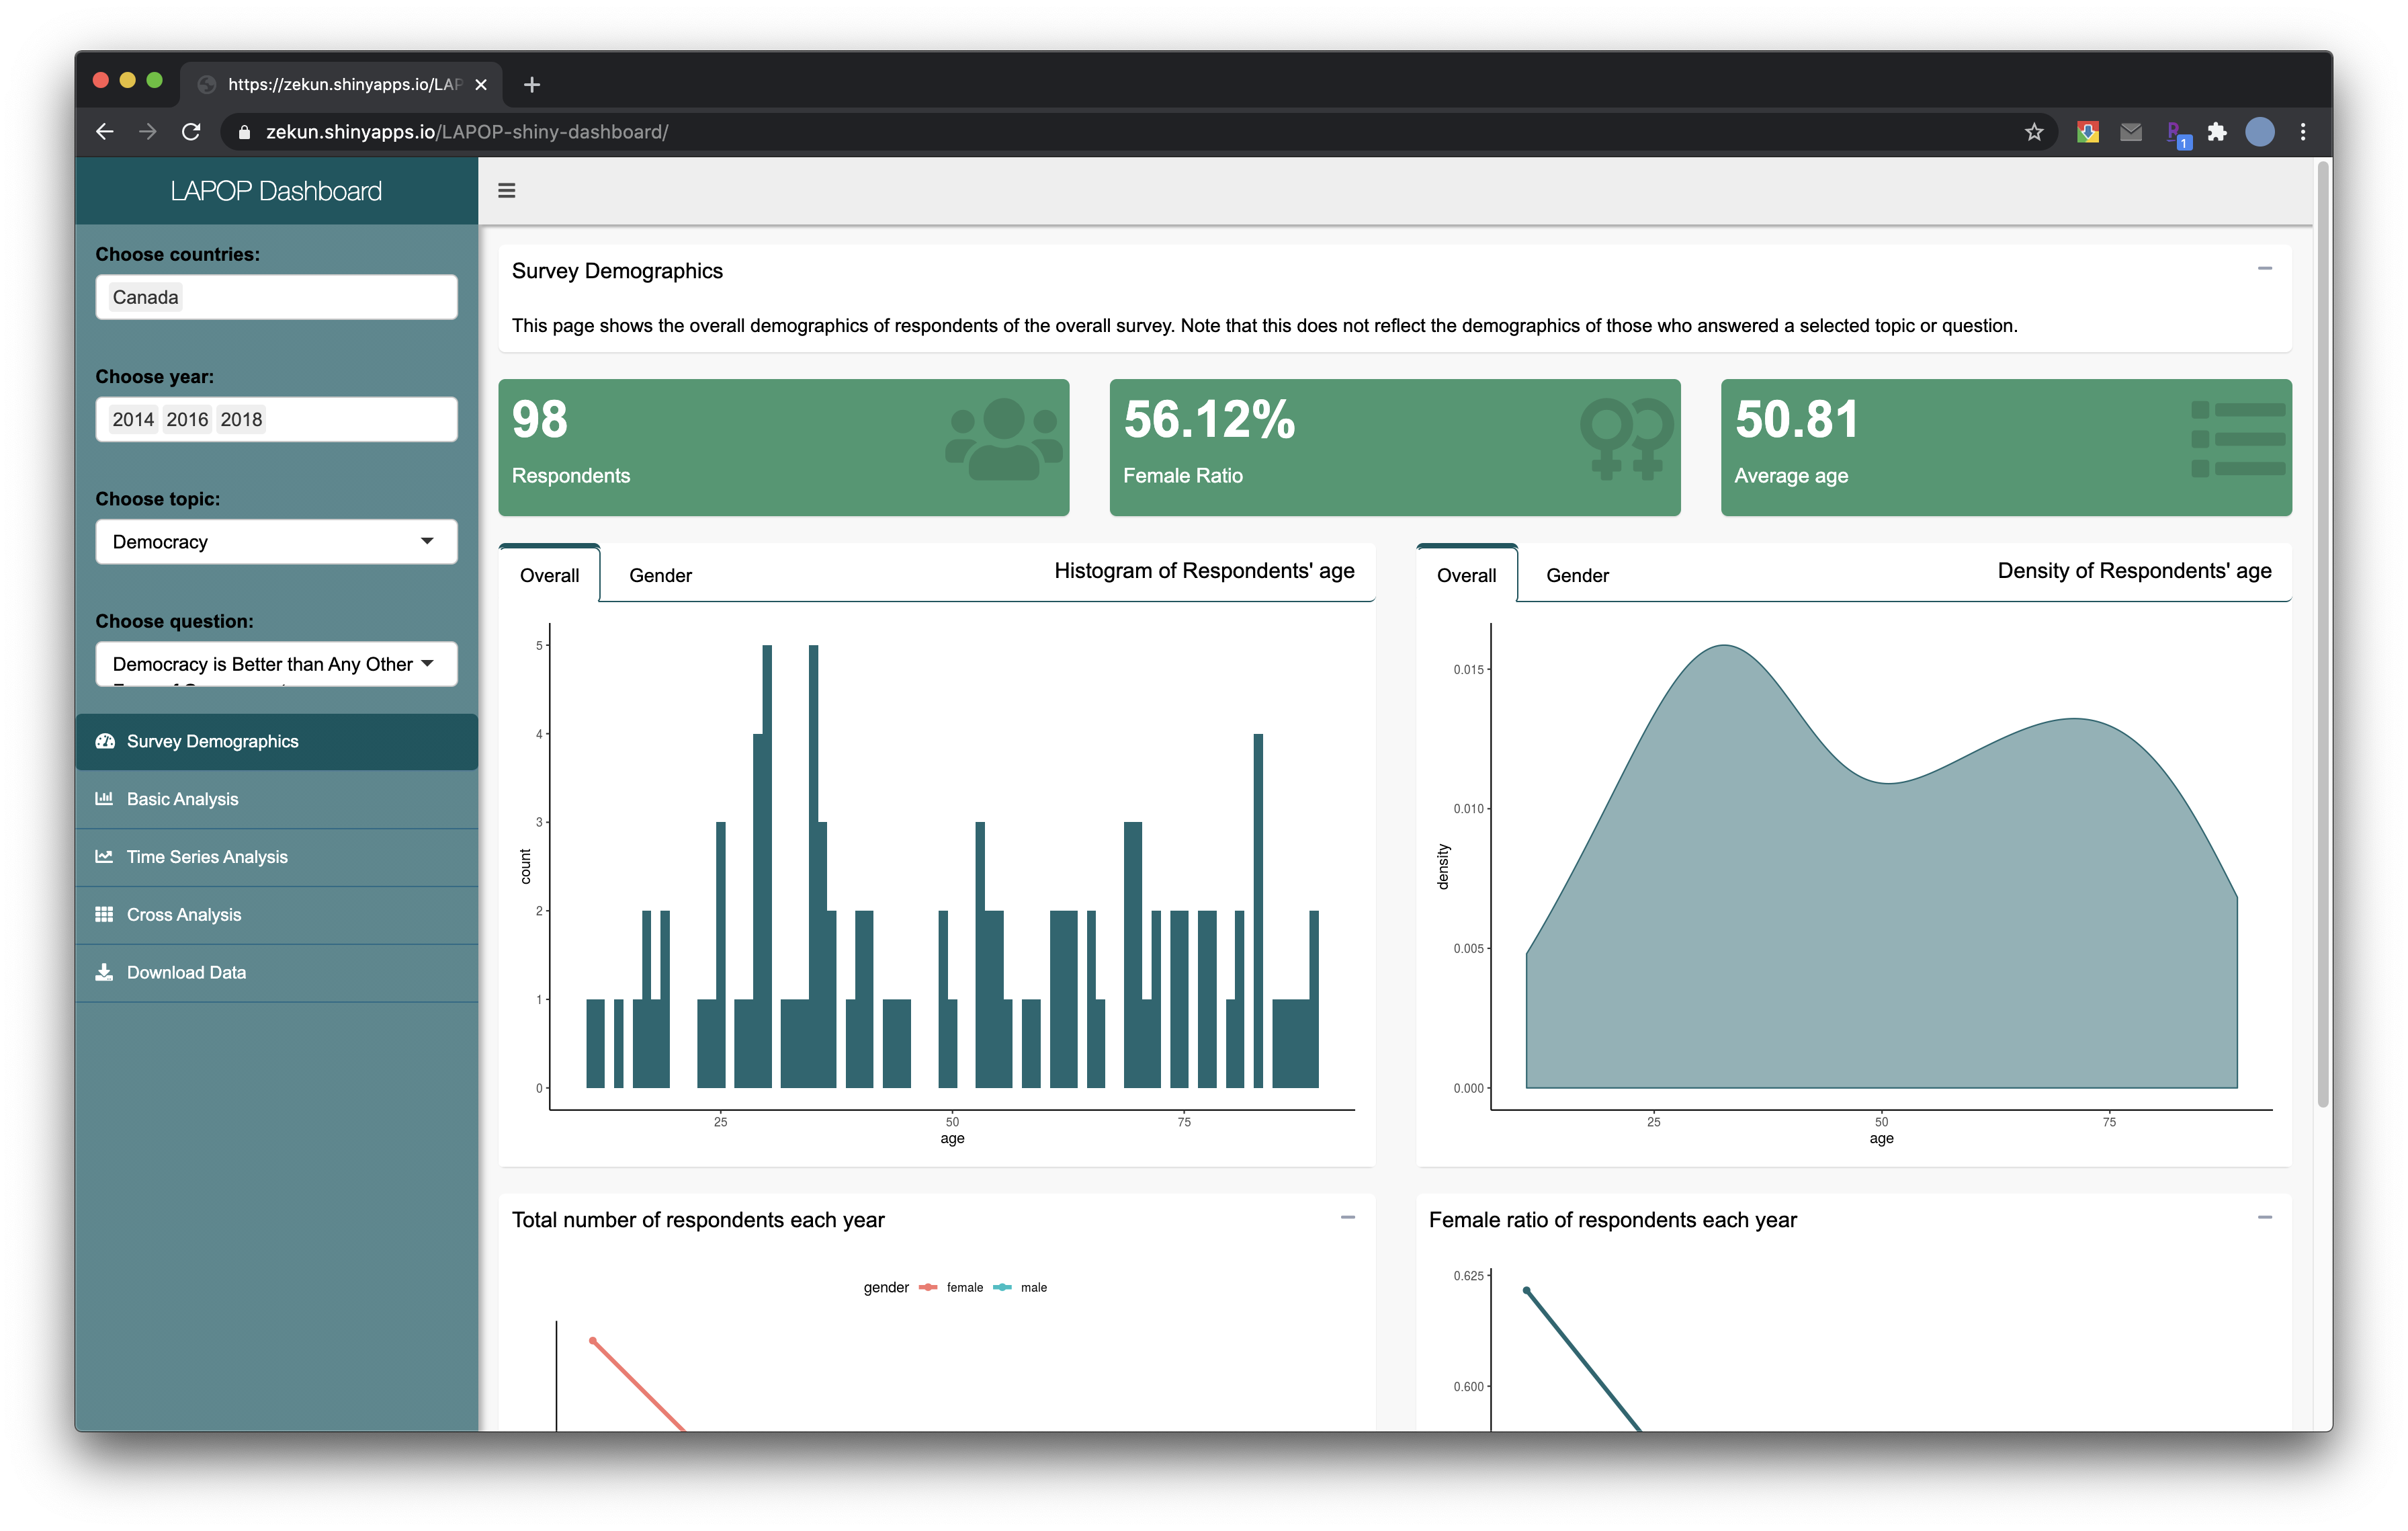 https://zekun.shinyapps.io/LAP
zekun.shinyapps.io/LAPOP-shiny-dashboard/
1
LAPOP Dashboard
Choose countries:
Canada
Choose year:
2014 2016 2018
Choose topic:
Democracy
Choose question:
Democracy is Better than Any Other
Survey Demographics
Basic Analysis
Time Series Analysis
Cross Analysis
Download Data
Survey Demographics
This page shows the overall demographics of respondents of the overall survey. Note that this does not reflect the demographics of those who answered a selected topic or question.
98
Respondents
56.12%
Female Ratio
50.81
Average age
Overall Gender Histogram of Respondents' age
5
4
3
2
1
0
count
25 50 75
age
Overall Gender Density of Respondents' age
0.015
0.010
0.005
0.000
density
25 50 75
age
Total number of respondents each year
gender female male
Female ratio of respondents each year
0.625
0.600